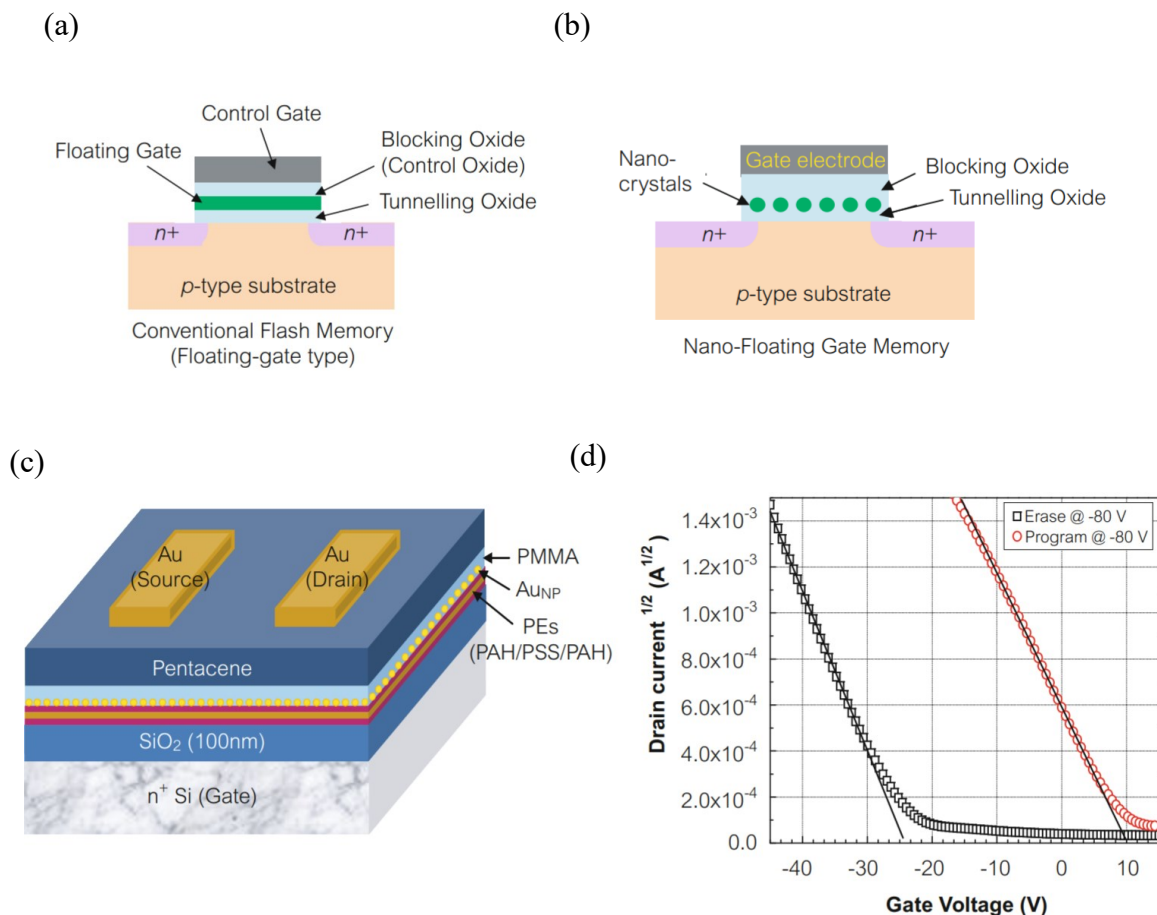 (a)
Control Gate
Floating Gate
Blocking Oxide
(Control Oxide)
Tunnelling Oxide
n+
n+
p-type substrate
Conventional Flash Memory
(Floating-gate type)
(b)
Gate electrode
Nano-
crystals
Blocking Oxide
Tunnelling Oxide
n+
n+
p-type substrate
Nano-Floating Gate Memory
(c)
Au
(Source)
Au
(Drain)
PMMA
AuNP
PEs
(PAH/PSS/PAH)
Pentacene
SiO₂ (100nm)
n⁺ Si (Gate)
(d)
Drain current ¹/² (A¹/²)
1.4x10⁻³
1.2x10⁻³
1.0x10⁻³
8.0x10⁻⁴
6.0x10⁻⁴
4.0x10⁻⁴
2.0x10⁻⁴
0.0
Erase @ -80 V
Program @ -80 V
-40 -30 -20 -10 0 10
Gate Voltage (V)